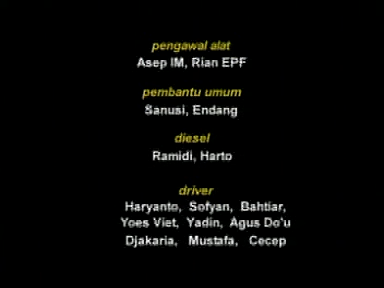 pengawal alat
Asep IM, Rian EPF
pembantu umum
Sanusi, Endang
diesel
Ramidi, Harto
driver
Haryanto, Sofyan, Bahtiar,
Yoes Viet, Yadin, Agus Do'u
Djakaria, Mustafa, Cecep